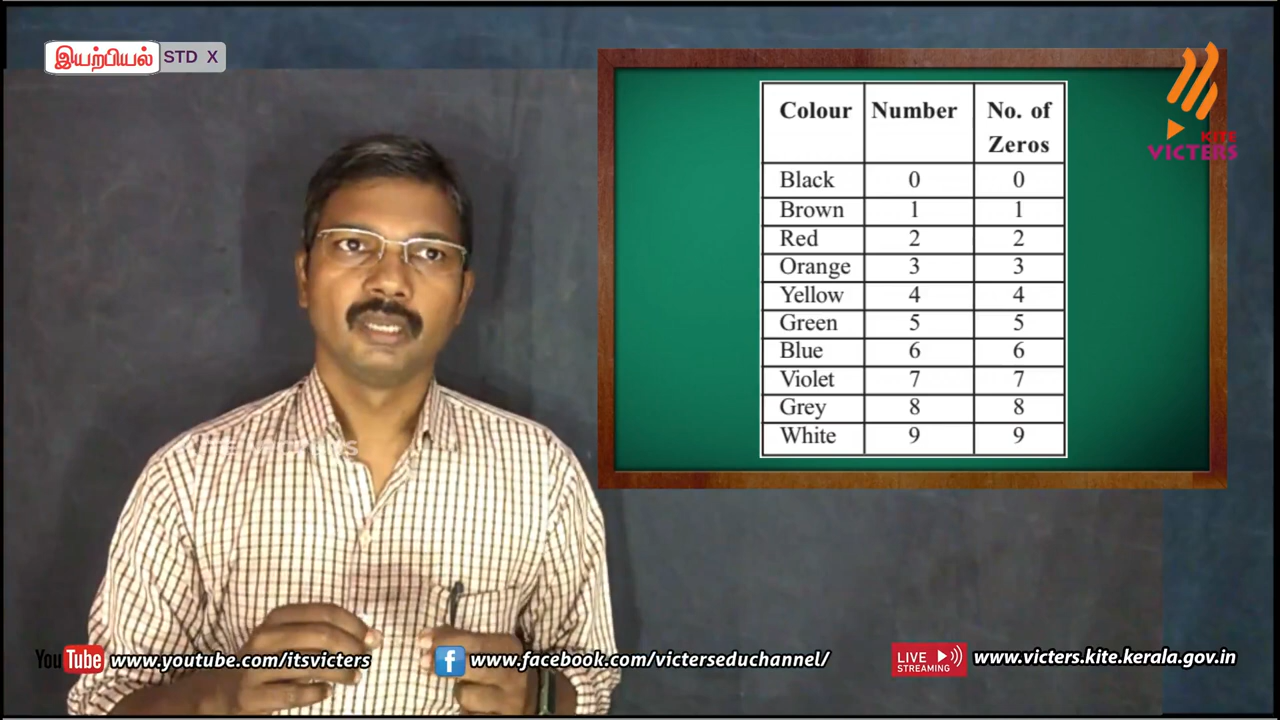 இயற்பியல் STD X
Colour Number No. of Zeros
Black 0 0
Brown 1 1
Red 2 2
Orange 3 3
Yellow 4 4
Green 5 5
Blue 6 6
Violet 7 7
Grey 8 8
White 9 9
KITE
VICTERS
YouTube www.youtube.com/itsvicters
f www.facebook.com/victerseduchannel/
LIVE STREAMING www.victers.kite.kerala.gov.in